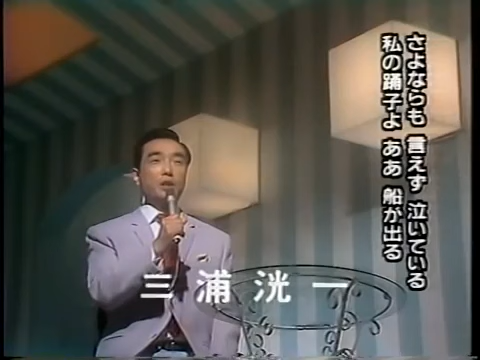 さよならも 言えず 泣いている
私の踊子よ ああ 船が出る
三浦洸一